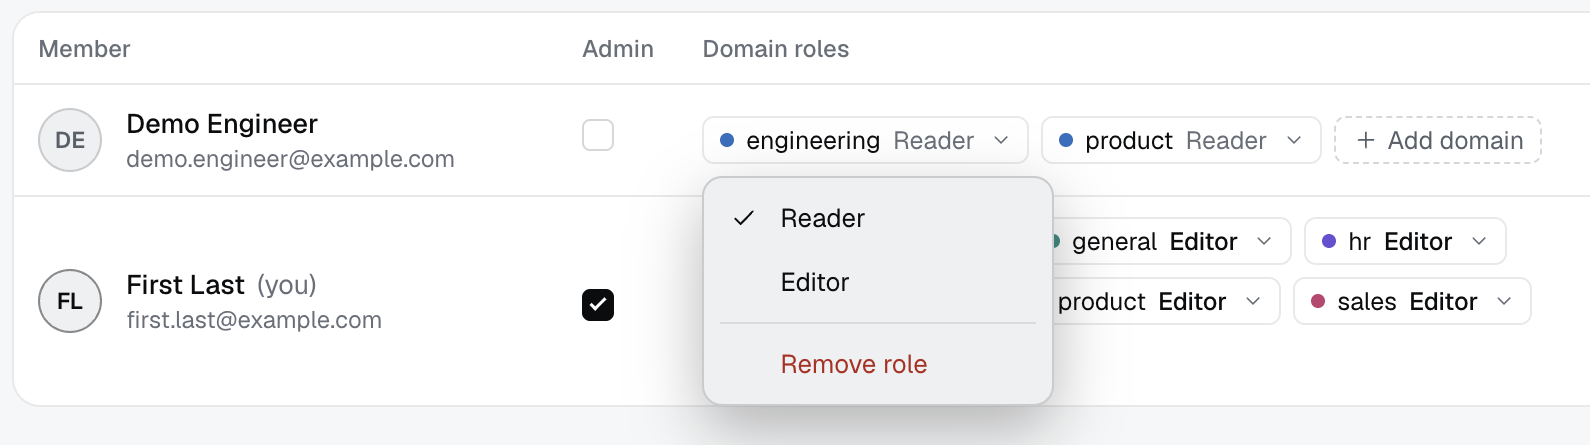 Member Admin Domain roles
DE Demo Engineer
demo.engineer@example.com
engineering Reader product Reader + Add domain
Reader
Editor
Remove role
general Editor hr Editor
FL First Last (you)
first.last@example.com
product Editor sales Editor